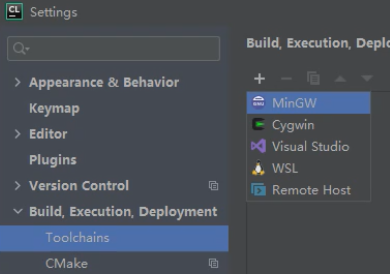 CL Settings
Appearance & Behavior
Keymap
Editor
Plugins
Version Control
Build, Execution, Deployment
Toolchains
CMake
Build, Execution, Deplo
MinGW
Cygwin
Visual Studio
WSL
Remote Host